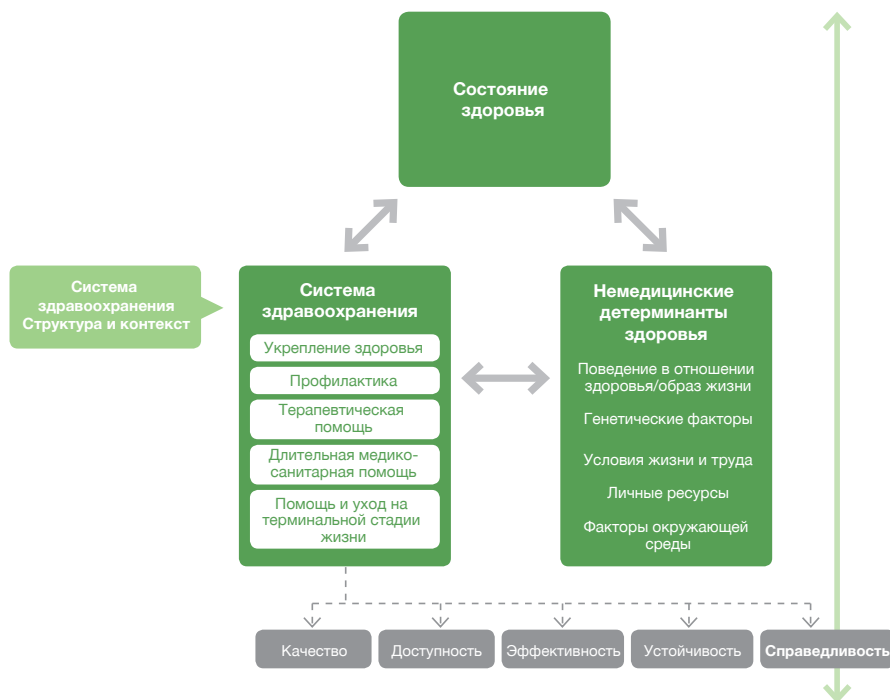 Состояние
здоровья
Система
здравоохранения
Структура и контекст
Система
здравоохранения
Укрепление здоровья
Профилактика
Терапевтическая
помощь
Длительная медико-
санитарная помощь
Помощь и уход на
терминальной стадии
жизни
Немедицинские
детерминанты
здоровья
Поведение в отношении
здоровья/образ жизни
Генетические факторы
Условия жизни и труда
Личные ресурсы
Факторы окружающей
среды
Качество
Доступность
Эффективность
Устойчивость
Справедливость